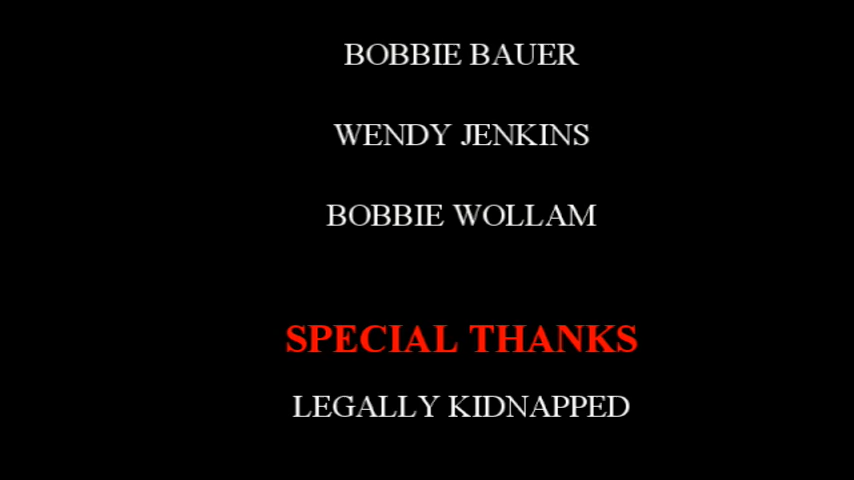 BOBBIE BAUER
WENDY JENKINS
BOBBIE WOLLAM
SPECIAL THANKS
LEGALLY KIDNAPPED